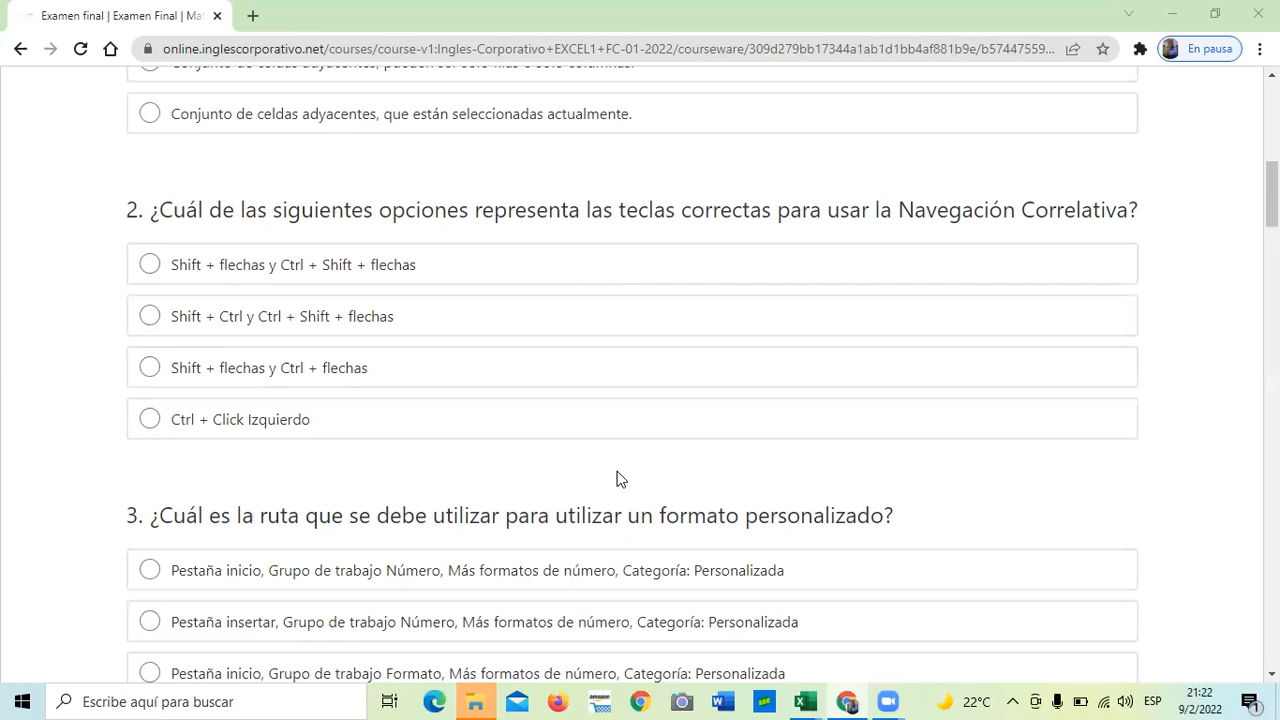 Examen final | Examen Final | Ma
online.inglescorporativo.net/courses/course-v1:Ingles-Corporativo+EXCEL1+FC-01-2022/courseware/309d279bb17344a1ab1d1bb4af881b9e/b57447559...
En pausa
Conjunto de celdas adyacentes, que están seleccionadas actualmente.
2. ¿Cuál de las siguientes opciones representa las teclas correctas para usar la Navegación Correlativa?
Shift + flechas y Ctrl + Shift + flechas
Shift + Ctrl y Ctrl + Shift + flechas
Shift + flechas y Ctrl + flechas
Ctrl + Click Izquierdo
3. ¿Cuál es la ruta que se debe utilizar para utilizar un formato personalizado?
Pestaña inicio, Grupo de trabajo Número, Más formatos de número, Categoría: Personalizada
Pestaña insertar, Grupo de trabajo Número, Más formatos de número, Categoría: Personalizada
Pestaña inicio, Grupo de trabajo Formato, Más formatos de número, Categoría: Personalizada
Escribe aquí para buscar
22°C
ESP
21:22
9/2/2022